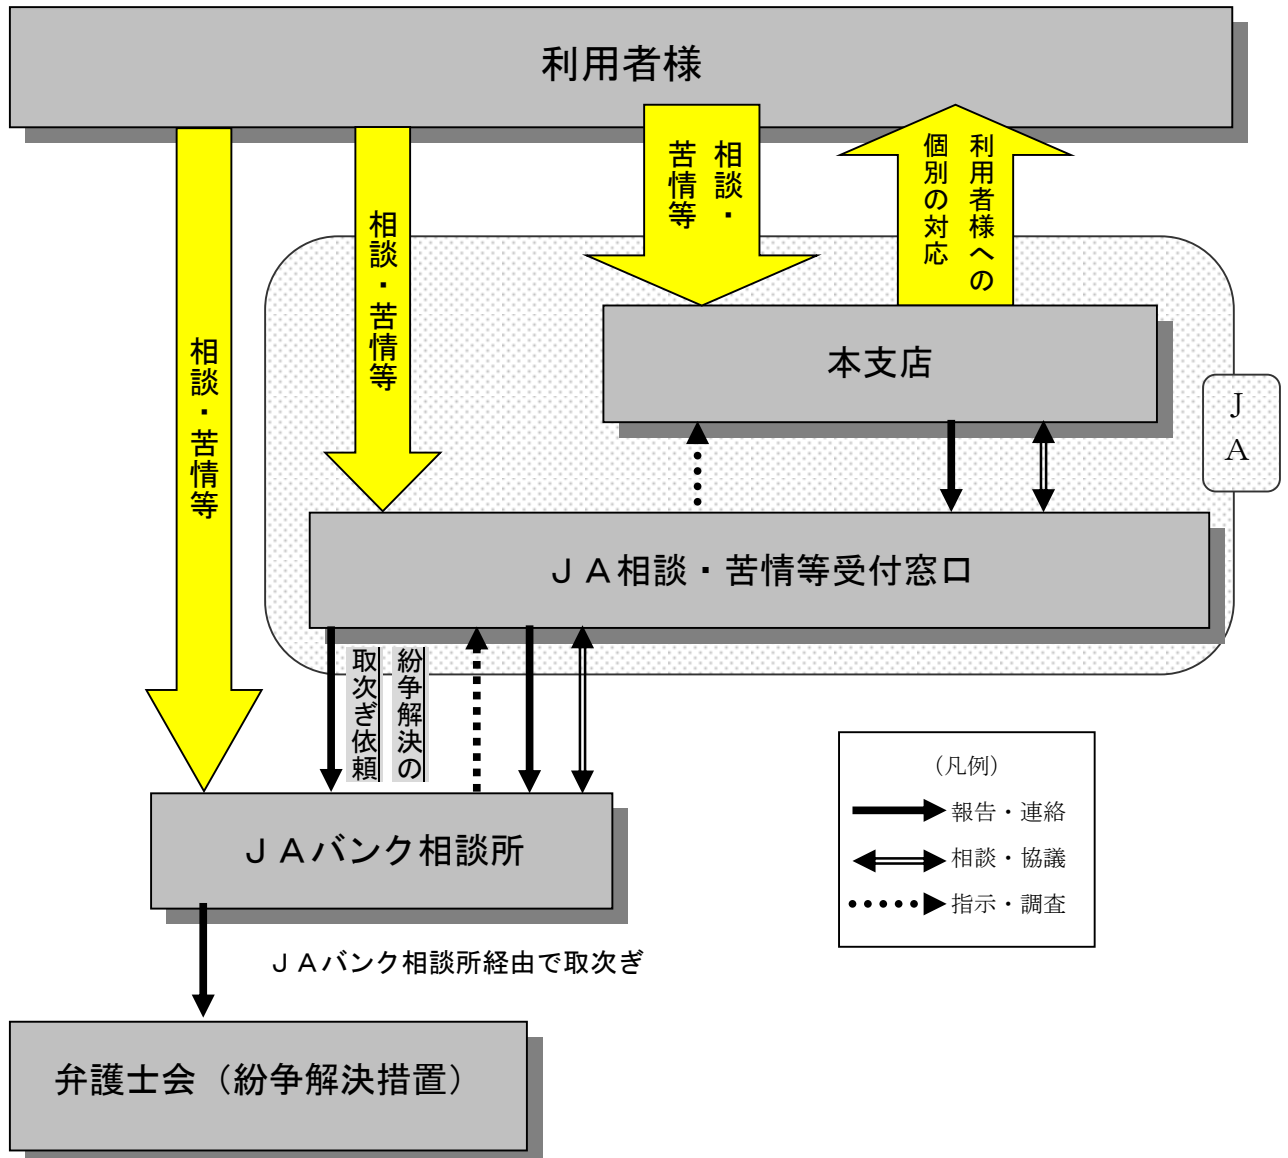 利用者様
相談・苦情等
相談・苦情等
相談・
苦情等
利用者様への
個別の対応
本支店
JA
JA相談・苦情等受付窓口
紛争解決の
取次ぎ依頼
JAバンク相談所
(凡例)
報告・連絡
相談・協議
指示・調査
JAバンク相談所経由で取次ぎ
弁護士会(紛争解決措置)